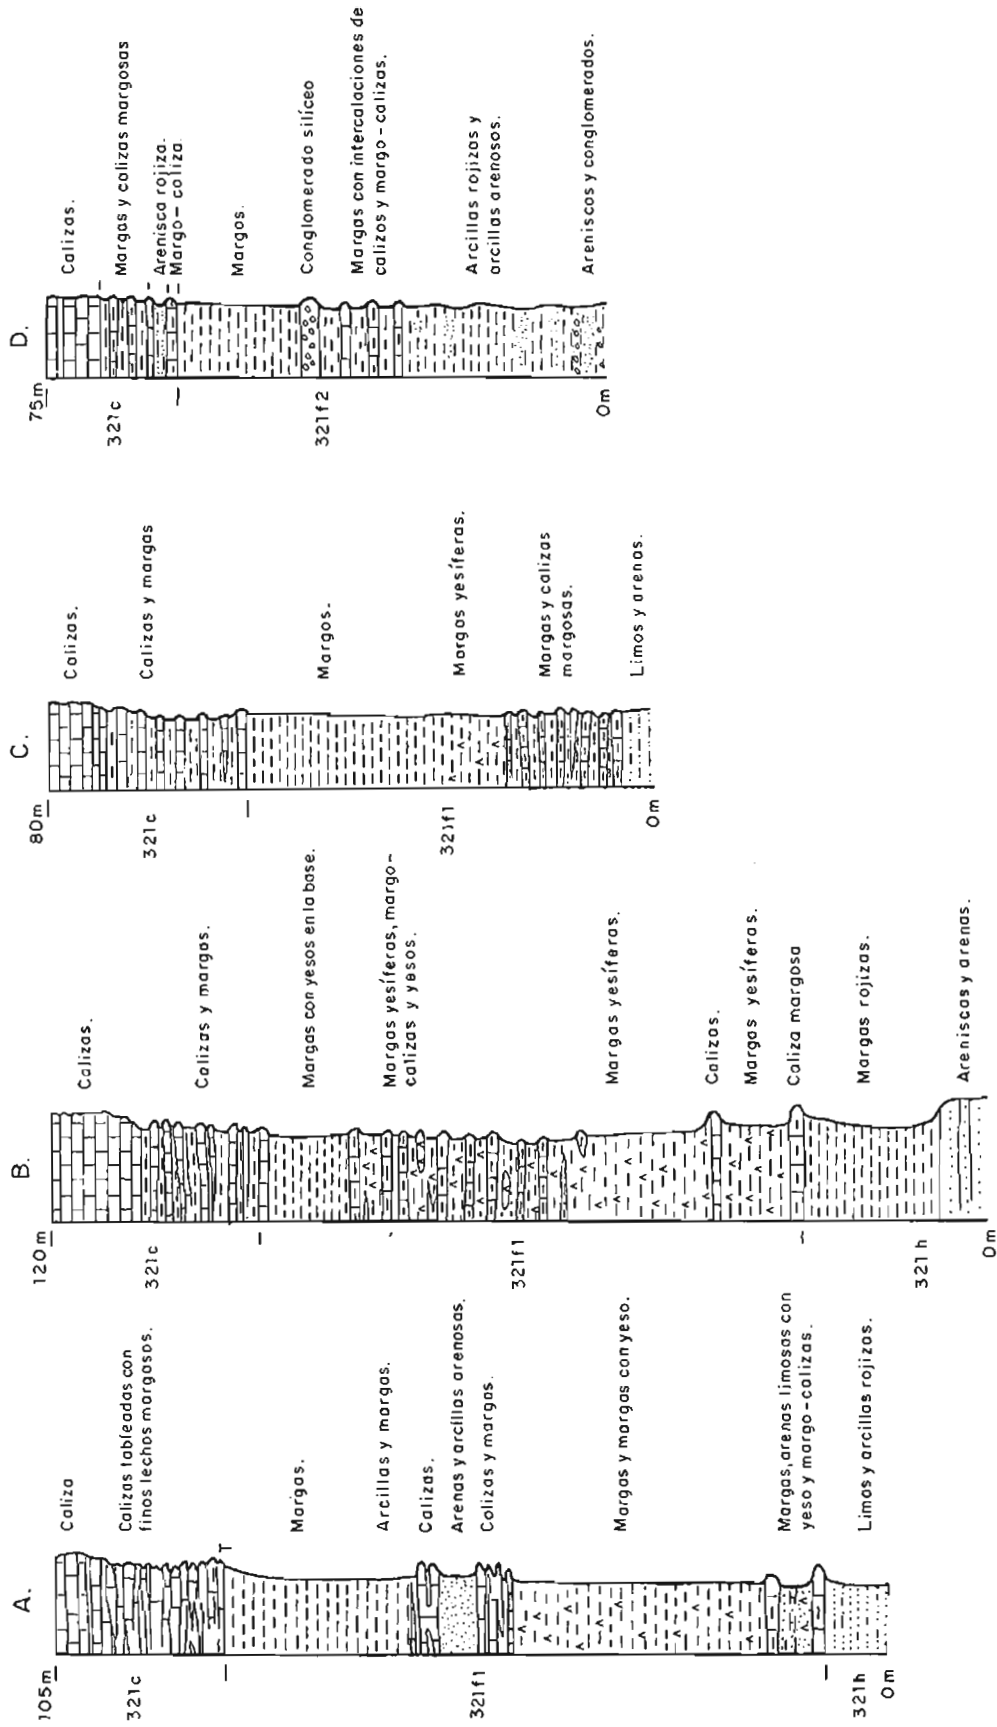 A.
105m
321c
321f1
321h
0m
T
Caliza
Calizas tableadas con
finos lechos margosos.
Margas.
Arcillas y margas.
Calizas.
Arenas y arcillas arenosas.
Calizas y margas.
Margas y margas con yeso.
Margas, arenas limosas con
yeso y margo-calizas.
Limos y arcillas rojizas.
B.
120m
321c
321f1
321h
0m
Calizas.
Calizas y margas.
Margas con yesos en la base.
Margas yesíferas, margo-
calizas y yesos.
Margas yesíferas.
Calizas.
Margas yesíferas.
Caliza margosa
Margas rojizas.
Areniscas y arenas.
C.
80m
321c
321f1
0m
Calizas.
Calizas y margas
Margas.
Margas yesíferas.
Margas y calizas
margosas.
Limos y arenas.
D.
75m
321c
321f2
0m
Calizas.
Margas y calizas margosas
Arenisca rojiza.
Margo-caliza.
Margas.
Conglomerado silíceo
Margas con intercalaciones de
calizas y margo-calizas.
Arcillas rojizas y
arcillas arenosas.
Areniscas y conglomerados.